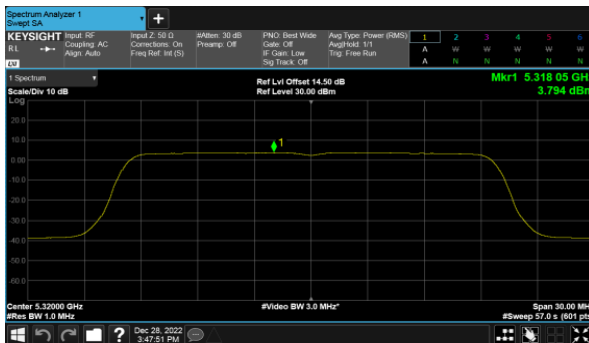 Spectrum Analyzer 1
Swept SA
+
KEYSIGHT Input: RF Input Z: 50 Ω #Atten: 30 dB PNO: Best Wide Avg Type: Power (RMS) 1 2 3 4 5 6
RL Coupling: AC Corrections: On Preamp: Off Gate: Off Avg|Hold: 1/1 A W W W W W
Align: Auto Freq Ref: Int (S) IF Gain: Low Trig: Free Run
Sig Track: Off A N N N N N
1 Spectrum
Scale/Div 10 dB
Ref Lvl Offset 14.50 dB
Ref Level 30.00 dBm
Mkr1 5.318 05 GH
3.794 dBm
Log
20.0
10.0
1
0.00
-10.0
-20.0
-30.0
-40.0
-50.0
-60.0
Center 5.32000 GHz #Video BW 3.0 MHz* Span 30.00 MH
#Res BW 1.0 MHz #Sweep 57.0 s (601 pts
? Dec 28, 2022
3:47:51 PM